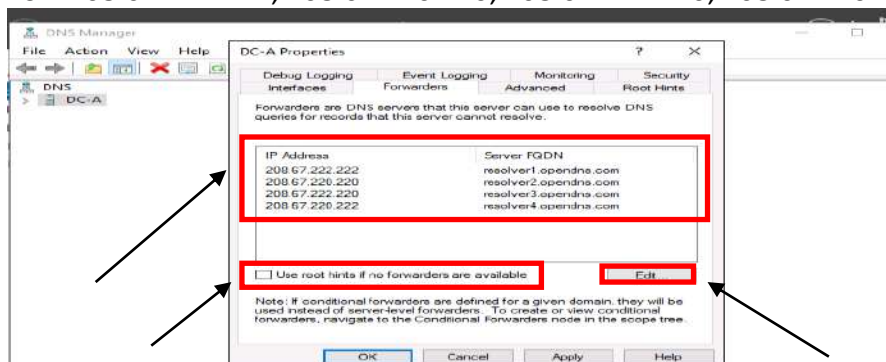 DNS Manager
File Action View Help
DNS
DC-A
DC-A Properties ? ×
Debug Logging Event Logging Monitoring Security
Interfaces Forwarders Advanced Root Hints
Forwarders are DNS servers that this server can use to resolve DNS
queries for records that this server cannot resolve.
IP Address Server FQDN
208.67.222.222 resolver1.opendns.com
208.67.220.220 resolver2.opendns.com
208.67.222.220 resolver3.opendns.com
208.67.220.222 resolver4.opendns.com
Use root hints if no forwarders are available Edit...
Note: If conditional forwarders are defined for a given domain, they will be
used instead of server-level forwarders. To create or view conditional
forwarders, navigate to the Conditional Forwarders node in the scope tree.
OK Cancel Apply Help